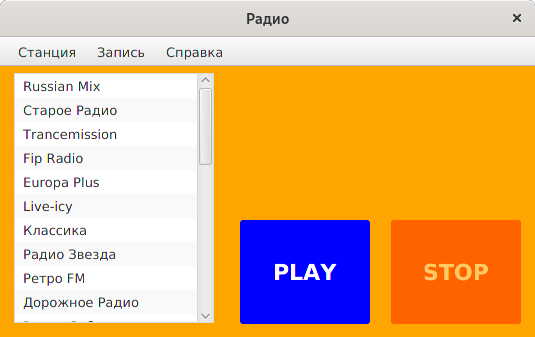 Радио
Станция Запись Справка
Russian Mix
Старое Радио
Trancemission
Fip Radio
Europa Plus
Live-icy
Классика
Радио Звезда
Ретро FM
Дорожное Радио
PLAY STOP